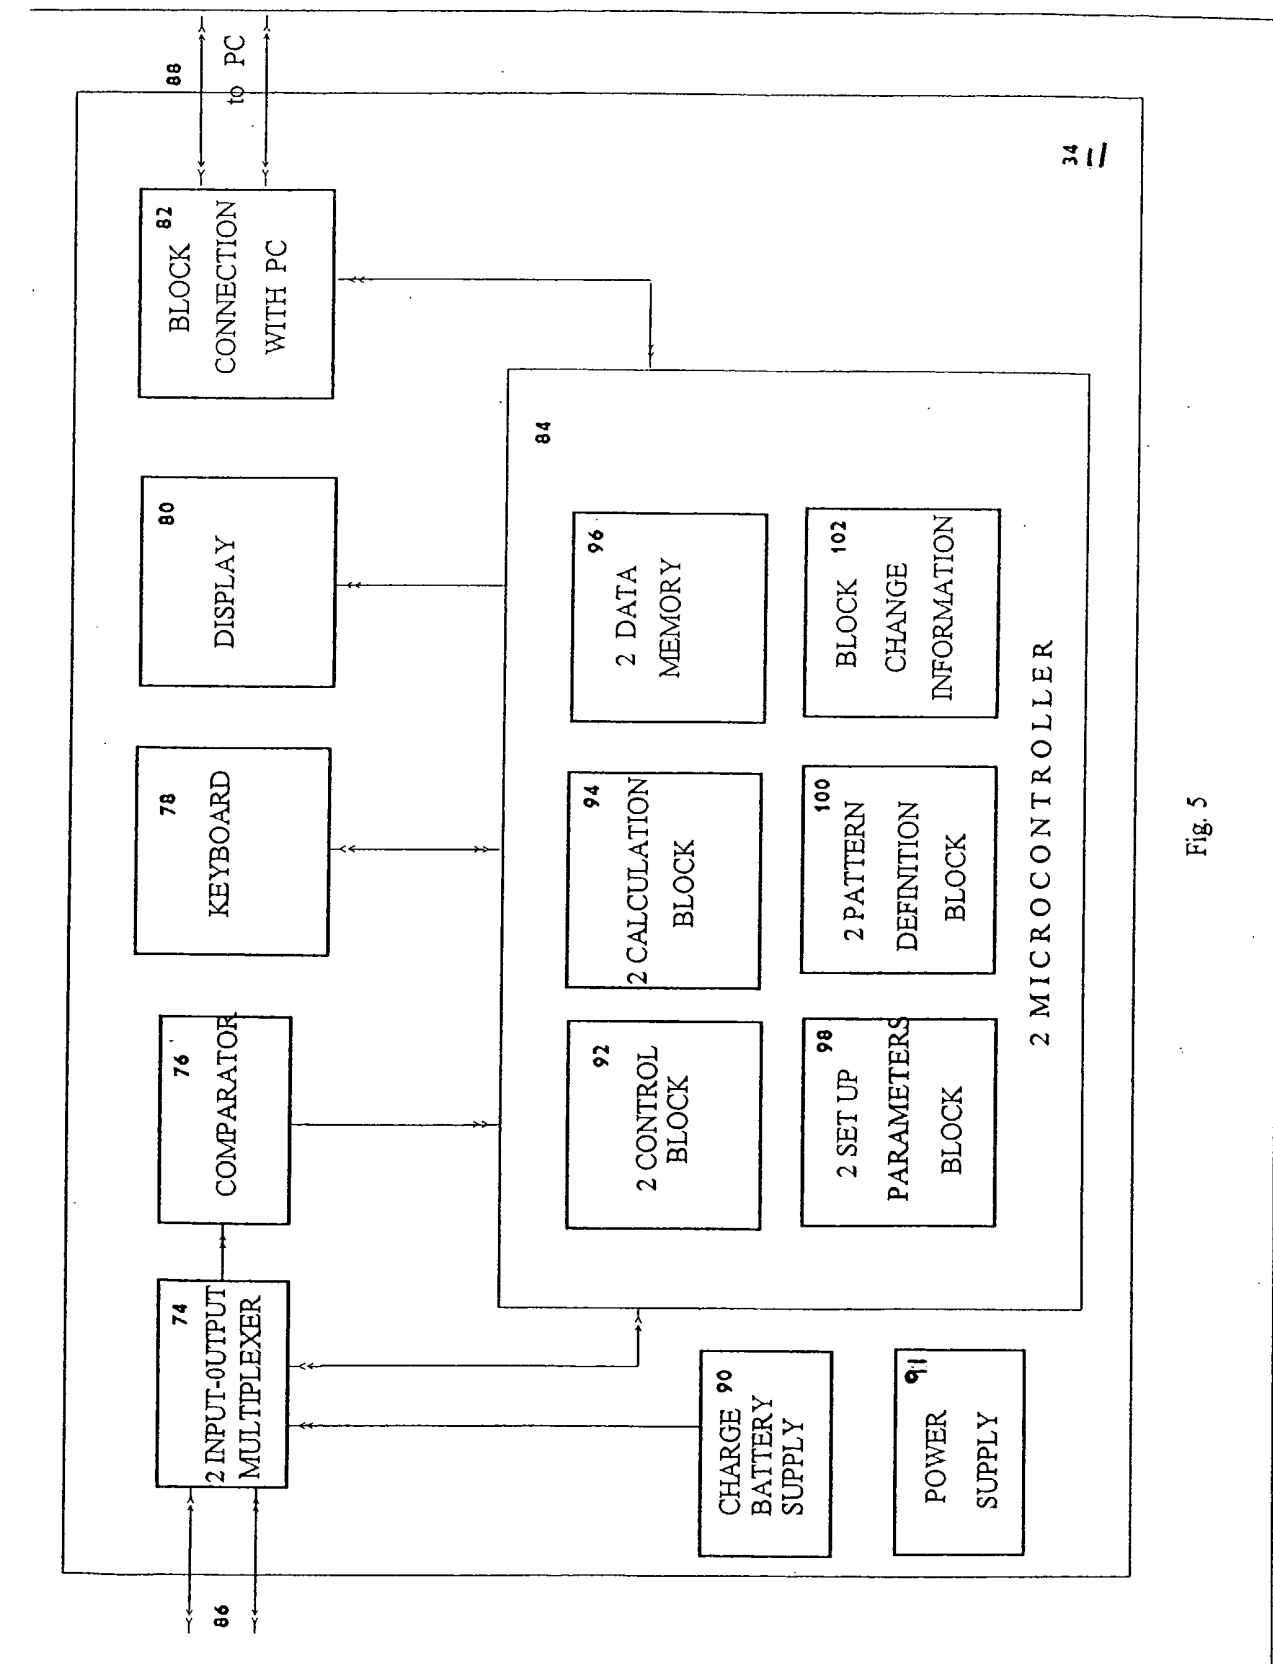 88
to PC
34
82
BLOCK
CONNECTION
WITH PC
80
DISPLAY
78
KEYBOARD
76
COMPARATOR
74
2 INPUT-0UTPUT
MULTIPLEXER
86
84
96
2 DATA
MEMORY
102
BLOCK
CHANGE
INFORMATION
94
2 CALCULATION
BLOCK
100
2 PATTERN
DEFINITION
BLOCK
92
2 CONTROL
BLOCK
98
2 SET UP
PARAMETERS
BLOCK
2 MICROCONTROLLER
90
CHARGE
BATTERY
SUPPLY
91
POWER
SUPPLY
Fig. 5